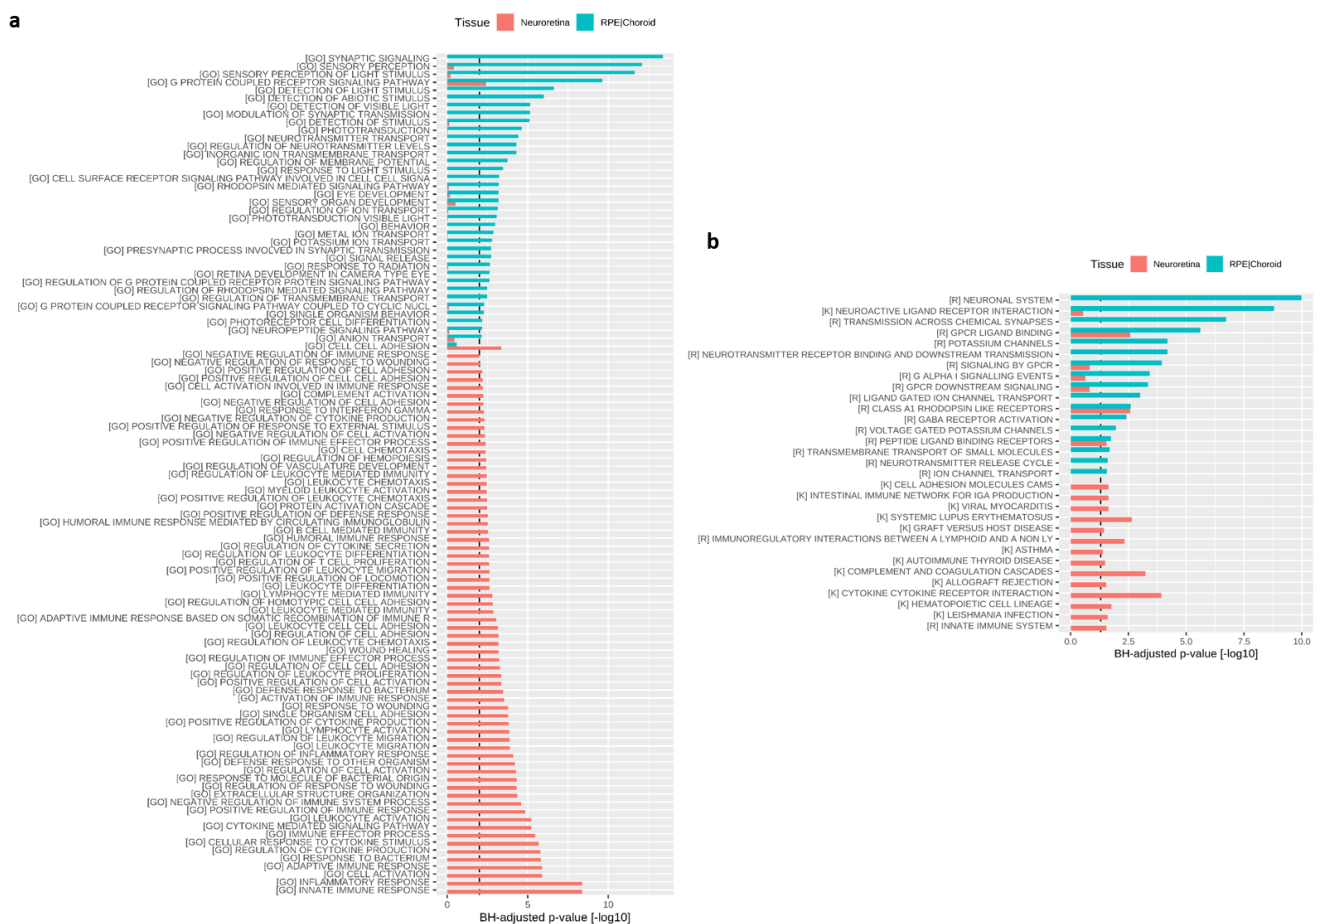 a
Tissue Neuroretina RPE|Choroid
[GO] SYNAPTIC SIGNALING
[GO] SENSORY PERCEPTION
[GO] SENSORY PERCEPTION OF LIGHT STIMULUS
[GO] G PROTEIN COUPLED RECEPTOR SIGNALING PATHWAY
[GO] DETECTION OF LIGHT STIMULUS
[GO] DETECTION OF ABIOTIC STIMULUS
[GO] DETECTION OF VISIBLE LIGHT
[GO] MODULATION OF SYNAPTIC TRANSMISSION
[GO] DETECTION OF STIMULUS
[GO] PHOTOTRANSDUCTION
[GO] NEUROTRANSMITTER TRANSPORT
[GO] REGULATION OF NEUROTRANSMITTER LEVELS
[GO] INORGANIC ION TRANSMEMBRANE TRANSPORT
[GO] REGULATION OF MEMBRANE POTENTIAL
[GO] RESPONSE TO LIGHT STIMULUS
[GO] CELL SURFACE RECEPTOR SIGNALING PATHWAY INVOLVED IN CELL CELL SIGNA
[GO] RHODOPSIN MEDIATED SIGNALING PATHWAY
[GO] EYE DEVELOPMENT
[GO] SENSORY ORGAN DEVELOPMENT
[GO] REGULATION OF ION TRANSPORT
[GO] PHOTOTRANSDUCTION VISIBLE LIGHT
[GO] BEHAVIOR
[GO] METAL ION TRANSPORT
[GO] POTASSIUM ION TRANSPORT
[GO] PRESYNAPTIC PROCESS INVOLVED IN SYNAPTIC TRANSMISSION
[GO] SIGNAL RELEASE
[GO] RESPONSE TO RADIATION
[GO] RETINA DEVELOPMENT IN CAMERA TYPE EYE
[GO] REGULATION OF G PROTEIN COUPLED RECEPTOR PROTEIN SIGNALING PATHWAY
[GO] REGULATION OF RHODOPSIN MEDIATED SIGNALING PATHWAY
[GO] REGULATION OF TRANSMEMBRANE TRANSPORT
[GO] G PROTEIN COUPLED RECEPTOR SIGNALING PATHWAY COUPLED TO CYCLIC NUCL
[GO] SINGLE ORGANISM BEHAVIOR
[GO] PHOTORECEPTOR CELL DIFFERENTIATION
[GO] NEUROPEPTIDE SIGNALING PATHWAY
[GO] ANION TRANSPORT
[GO] CELL CELL ADHESION
[GO] NEGATIVE REGULATION OF IMMUNE RESPONSE
[GO] NEGATIVE REGULATION OF RESPONSE TO WOUNDING
[GO] POSITIVE REGULATION OF CELL ADHESION
[GO] POSITIVE REGULATION OF CELL CELL ADHESION
[GO] CELL ACTIVATION INVOLVED IN IMMUNE RESPONSE
[GO] COMPLEMENT ACTIVATION
[GO] NEGATIVE REGULATION OF CELL ADHESION
[GO] RESPONSE TO INTERFERON GAMMA
[GO] NEGATIVE REGULATION OF CYTOKINE PRODUCTION
[GO] POSITIVE REGULATION OF RESPONSE TO EXTERNAL STIMULUS
[GO] NEGATIVE REGULATION OF CELL ACTIVATION
[GO] POSITIVE REGULATION OF IMMUNE EFFECTOR PROCESS
[GO] CELL CHEMOTAXIS
[GO] REGULATION OF HEMOPOIESIS
[GO] REGULATION OF VASCULATURE DEVELOPMENT
[GO] REGULATION OF LEUKOCYTE MEDIATED IMMUNITY
[GO] LEUKOCYTE CHEMOTAXIS
[GO] MYELOID LEUKOCYTE ACTIVATION
[GO] POSITIVE REGULATION OF LEUKOCYTE CHEMOTAXIS
[GO] PROTEIN ACTIVATION CASCADE
[GO] POSITIVE REGULATION OF DEFENSE RESPONSE
[GO] HUMORAL IMMUNE RESPONSE MEDIATED BY CIRCULATING IMMUNOGLOBULIN
[GO] B CELL MEDIATED IMMUNITY
[GO] HUMORAL IMMUNE RESPONSE
[GO] REGULATION OF CYTOKINE SECRETION
[GO] REGULATION OF LEUKOCYTE DIFFERENTIATION
[GO] REGULATION OF T CELL PROLIFERATION
[GO] POSITIVE REGULATION OF LEUKOCYTE MIGRATION
[GO] POSITIVE REGULATION OF LOCOMOTION
[GO] LEUKOCYTE DIFFERENTIATION
[GO] LYMPHOCYTE MEDIATED IMMUNITY
[GO] REGULATION OF HOMOTYPIC CELL CELL ADHESION
[GO] LEUKOCYTE MEDIATED IMMUNITY
[GO] ADAPTIVE IMMUNE RESPONSE BASED ON SOMATIC RECOMBINATION OF IMMUNE R
[GO] LEUKOCYTE CELL CELL ADHESION
[GO] REGULATION OF CELL ADHESION
[GO] REGULATION OF LEUKOCYTE CHEMOTAXIS
[GO] WOUND HEALING
[GO] REGULATION OF IMMUNE EFFECTOR PROCESS
[GO] REGULATION OF CELL CELL ADHESION
[GO] REGULATION OF LEUKOCYTE PROLIFERATION
[GO] POSITIVE REGULATION OF CELL ACTIVATION
[GO] DEFENSE RESPONSE TO BACTERIUM
[GO] ACTIVATION OF IMMUNE RESPONSE
[GO] RESPONSE TO WOUNDING
[GO] SINGLE ORGANISM CELL ADHESION
[GO] POSITIVE REGULATION OF CYTOKINE PRODUCTION
[GO] LYMPHOCYTE ACTIVATION
[GO] REGULATION OF LEUKOCYTE MIGRATION
[GO] LEUKOCYTE MIGRATION
[GO] REGULATION OF INFLAMMATORY RESPONSE
[GO] DEFENSE RESPONSE TO OTHER ORGANISM
[GO] REGULATION OF CELL ACTIVATION
[GO] RESPONSE TO MOLECULE OF BACTERIAL ORIGIN
[GO] REGULATION OF RESPONSE TO WOUNDING
[GO] EXTRACELLULAR STRUCTURE ORGANIZATION
[GO] NEGATIVE REGULATION OF IMMUNE SYSTEM PROCESS
[GO] POSITIVE REGULATION OF IMMUNE RESPONSE
[GO] LEUKOCYTE ACTIVATION
[GO] CYTOKINE MEDIATED SIGNALING PATHWAY
[GO] IMMUNE EFFECTOR PROCESS
[GO] CELLULAR RESPONSE TO CYTOKINE STIMULUS
[GO] REGULATION OF CYTOKINE PRODUCTION
[GO] RESPONSE TO BACTERIUM
[GO] ADAPTIVE IMMUNE RESPONSE
[GO] CELL ACTIVATION
[GO] INFLAMMATORY RESPONSE
[GO] INNATE IMMUNE RESPONSE
0 5 10
BH-adjusted p-value [-log10]
b
Tissue Neuroretina RPE|Choroid
[R] NEURONAL SYSTEM
[K] NEUROACTIVE LIGAND RECEPTOR INTERACTION
[R] TRANSMISSION ACROSS CHEMICAL SYNAPSES
[R] GPCR LIGAND BINDING
[R] POTASSIUM CHANNELS
[R] NEUROTRANSMITTER RECEPTOR BINDING AND DOWNSTREAM TRANSMISSION
[R] SIGNALING BY GPCR
[R] G ALPHA I SIGNALLING EVENTS
[R] GPCR DOWNSTREAM SIGNALING
[R] LIGAND GATED ION CHANNEL TRANSPORT
[R] CLASS A1 RHODOPSIN LIKE RECEPTORS
[R] GABA RECEPTOR ACTIVATION
[R] VOLTAGE GATED POTASSIUM CHANNELS
[R] PEPTIDE LIGAND BINDING RECEPTORS
[R] TRANSMEMBRANE TRANSPORT OF SMALL MOLECULES
[R] NEUROTRANSMITTER RELEASE CYCLE
[R] ION CHANNEL TRANSPORT
[K] CELL ADHESION MOLECULES CAMS
[K] INTESTINAL IMMUNE NETWORK FOR IGA PRODUCTION
[K] VIRAL MYOCARDITIS
[K] SYSTEMIC LUPUS ERYTHEMATOSUS
[K] GRAFT VERSUS HOST DISEASE
[R] IMMUNOREGULATORY INTERACTIONS BETWEEN A LYMPHOID AND A NON LY
[K] ASTHMA
[K] AUTOIMMUNE THYROID DISEASE
[K] COMPLEMENT AND COAGULATION CASCADES
[K] ALLOGRAFT REJECTION
[K] CYTOKINE CYTOKINE RECEPTOR INTERACTION
[K] HEMATOPOIETIC CELL LINEAGE
[K] LEISHMANIA INFECTION
[R] INNATE IMMUNE SYSTEM
0.0 2.5 5.0 7.5 10.0
BH-adjusted p-value [-log10]